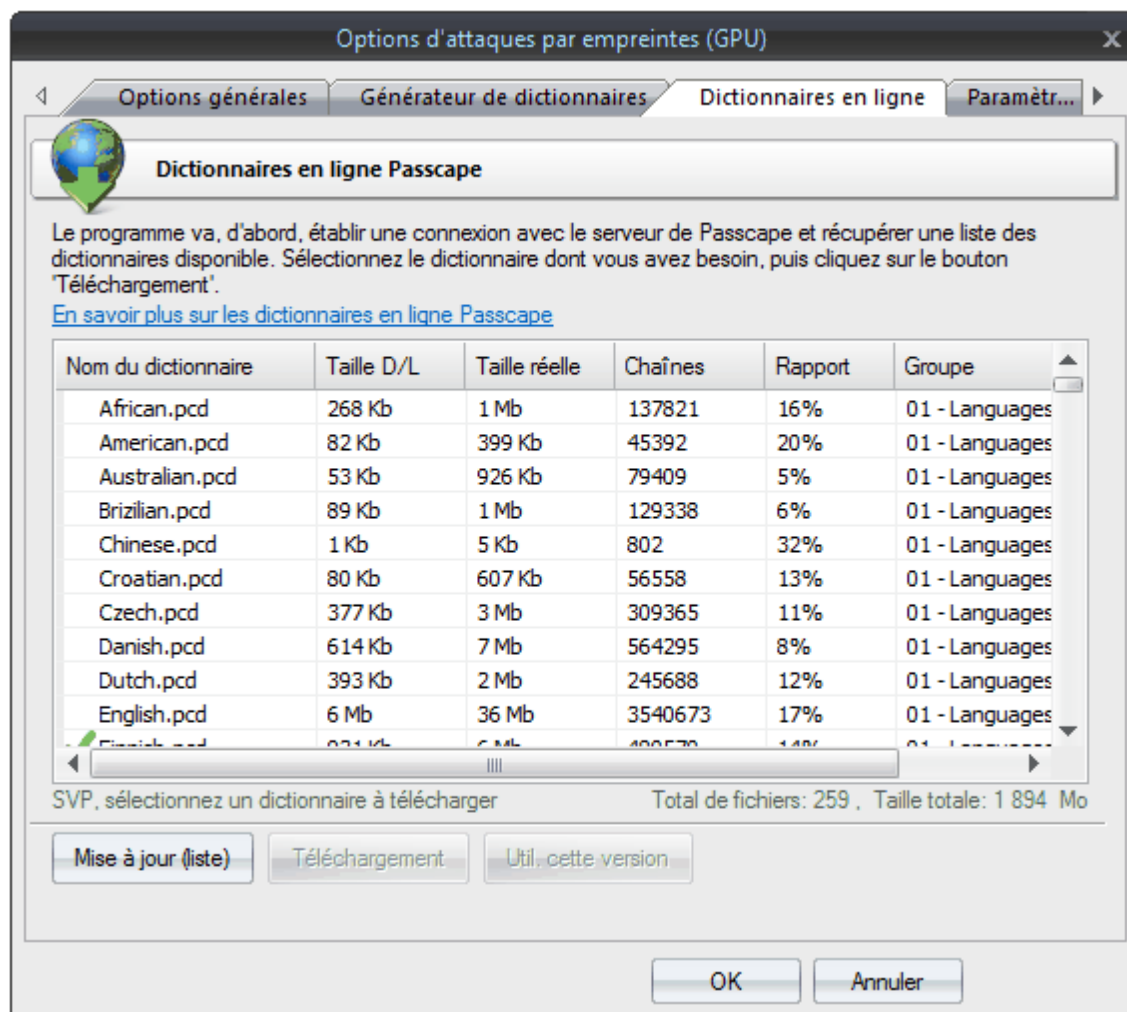 Options d'attaques par empreintes (GPU)
Options générales Générateur de dictionnaires Dictionnaires en ligne Paramètr...
Dictionnaires en ligne Passcape
Le programme va, d'abord, établir une connexion avec le serveur de Passcape et récupérer une liste des
dictionnaires disponible. Sélectionnez le dictionnaire dont vous avez besoin, puis cliquez sur le bouton
'Téléchargement'.
En savoir plus sur les dictionnaires en ligne Passcape
Nom du dictionnaire Taille D/L Taille réelle Chaînes Rapport Groupe
African.pcd 268 Kb 1 Mb 137821 16% 01 - Languages
American.pcd 82 Kb 399 Kb 45392 20% 01 - Languages
Australian.pcd 53 Kb 926 Kb 79409 5% 01 - Languages
Brizilian.pcd 89 Kb 1 Mb 129338 6% 01 - Languages
Chinese.pcd 1 Kb 5 Kb 802 32% 01 - Languages
Croatian.pcd 80 Kb 607 Kb 56558 13% 01 - Languages
Czech.pcd 377 Kb 3 Mb 309365 11% 01 - Languages
Danish.pcd 614 Kb 7 Mb 564295 8% 01 - Languages
Dutch.pcd 393 Kb 2 Mb 245688 12% 01 - Languages
English.pcd 6 Mb 36 Mb 3540673 17% 01 - Languages
SVP, sélectionnez un dictionnaire à télécharger Total de fichiers: 259 , Taille totale: 1 894 Mo
Mise à jour (liste) Téléchargement Util. cette version
OK Annuler